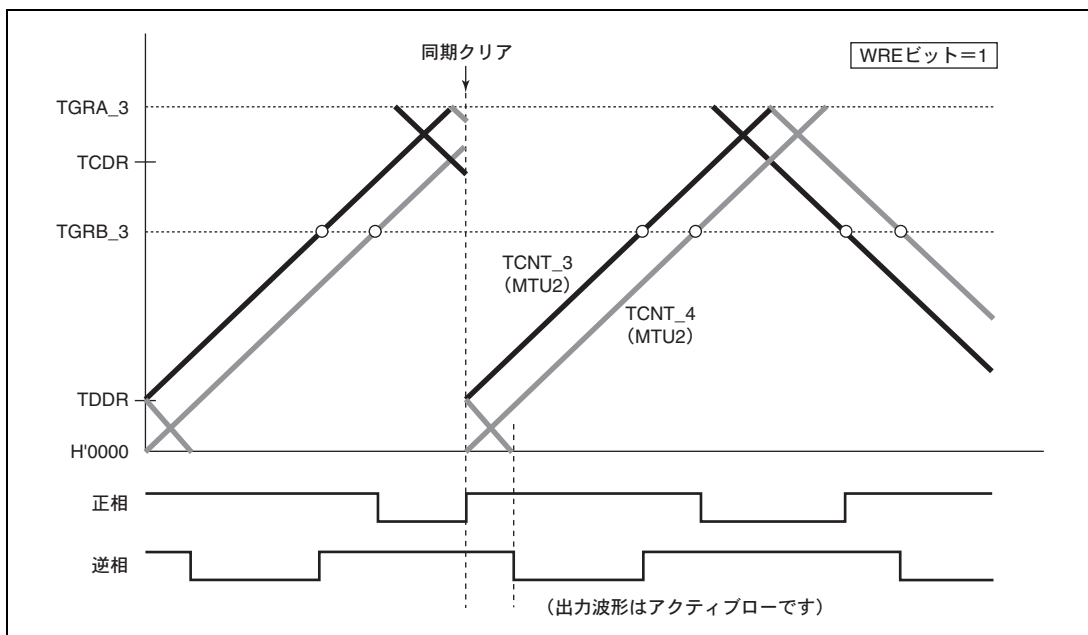 同期クリア
WREビット＝1
TGRA_3
TCDR
TGRB_3
TCNT_3
（MTU2）
TCNT_4
（MTU2）
TDDR
H'0000
正相
逆相
（出力波形はアクティブローです）